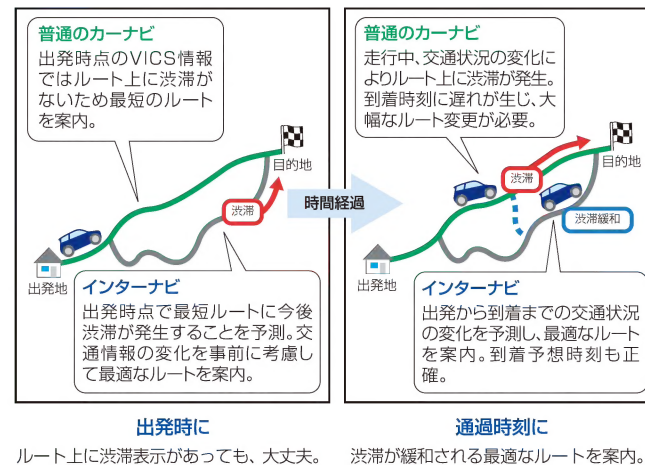 普通のカーナビ
出発時点のVICS情報
ではルート上に渋滞が
ないため最短のルート
を案内。
目的地
渋滞
出発地
インターナビ
出発時点で最短ルートに今後
渋滞が発生することを予測。交
通情報の変化を事前に考慮し
て最適なルートを案内。
時間経過
普通のカーナビ
走行中、交通状況の変化に
よりルート上に渋滞が発生。
到着時刻に遅れが生じ、大
幅なルート変更が必要。
目的地
渋滞
渋滞緩和
出発地
インターナビ
出発から到着までの交通状況
の変化を予測し、最適なルート
を案内。到着予想時刻も正
確。
出発時に
ルート上に渋滞表示があっても、大丈夫。
通過時刻に
渋滞が緩和される最適なルートを案内。